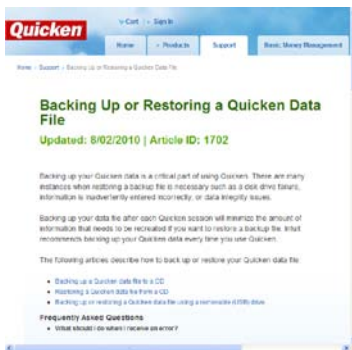 Quicken
Cart | Sign In
Home Products Support Basic Money Management
Home > Support > Backing Up or Restoring a Quicken Data File
Backing Up or Restoring a Quicken Data
File
Updated: 8/02/2010 | Article ID: 1702
Backing up your Quicken data is a critical part of using Quicken. There are many
instances when restoring a backup file is necessary such as a disk drive failure,
information is inadvertently entered incorrectly, or data integrity issues.
Backing up your data file after each Quicken session will minimize the amount of
information that needs to be recreated if you want to restore a backup file. Intuit
recommends backing up your Quicken data every time you use Quicken.
The following articles describe how to back up or restore your Quicken data file
• Backing up a Quicken data file to a CD
• Restoring a Quicken data file from a CD
• Backing up or restoring a Quicken data file using a removable (USB) drive
Frequently Asked Questions
• What should I do when I receive an error?